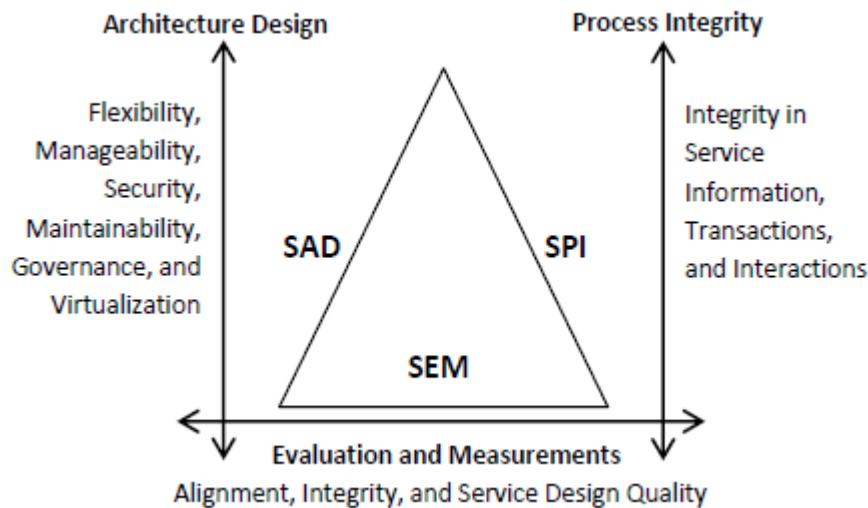 Architecture Design
Process Integrity
Flexibility,
Manageability,
Security,
Maintainability,
Governance, and
Virtualization
Integrity in
Service
Information,
Transactions,
and Interactions
SAD
SPI
SEM
Evaluation and Measurements
Alignment, Integrity, and Service Design Quality